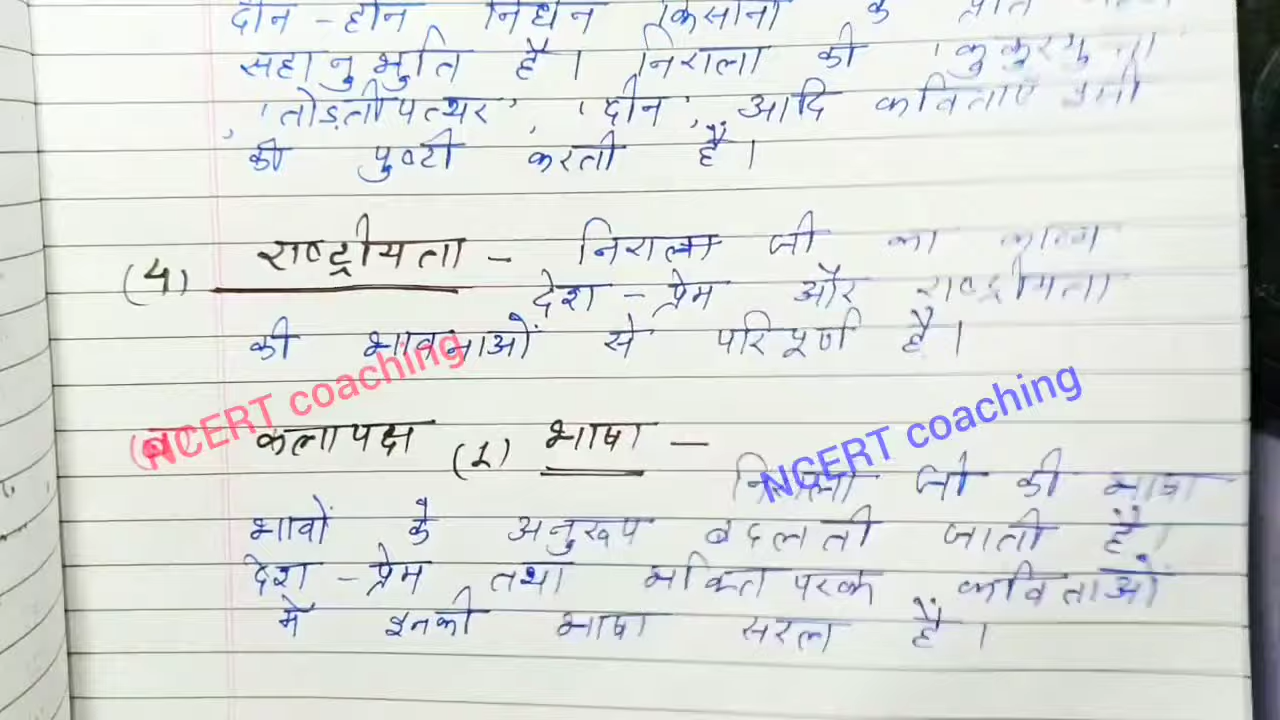 दीन -हीन निर्धन किसानों के प्रति
सहानुभुति है। निराला की 'कुकुरमु
'तोड़तीपत्थर', 'दीन', आदि कविताएँ
की पुष्टी करती है।
(4) राष्ट्रीयता - निराला जी का काव्य
देश -प्रेम और राष्ट्रीयता
की भावनाओं से परिपूर्ण है।
(ब) कलापक्ष (1) भाषा -
निराला जी की भाषा
भावों के अनुरूप बदलती जाती है।
देश -प्रेम तथा भक्तिपरक कविताओं
में इनकी भाषा सरल है।
NCERT coaching
NCERT coaching